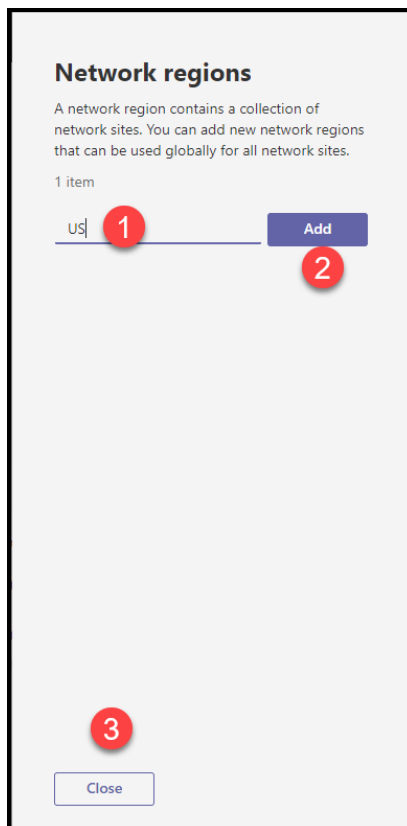 Network regions
A network region contains a collection of
network sites. You can add new network regions
that can be used globally for all network sites.
1 item
US 1 Add
2
3
Close